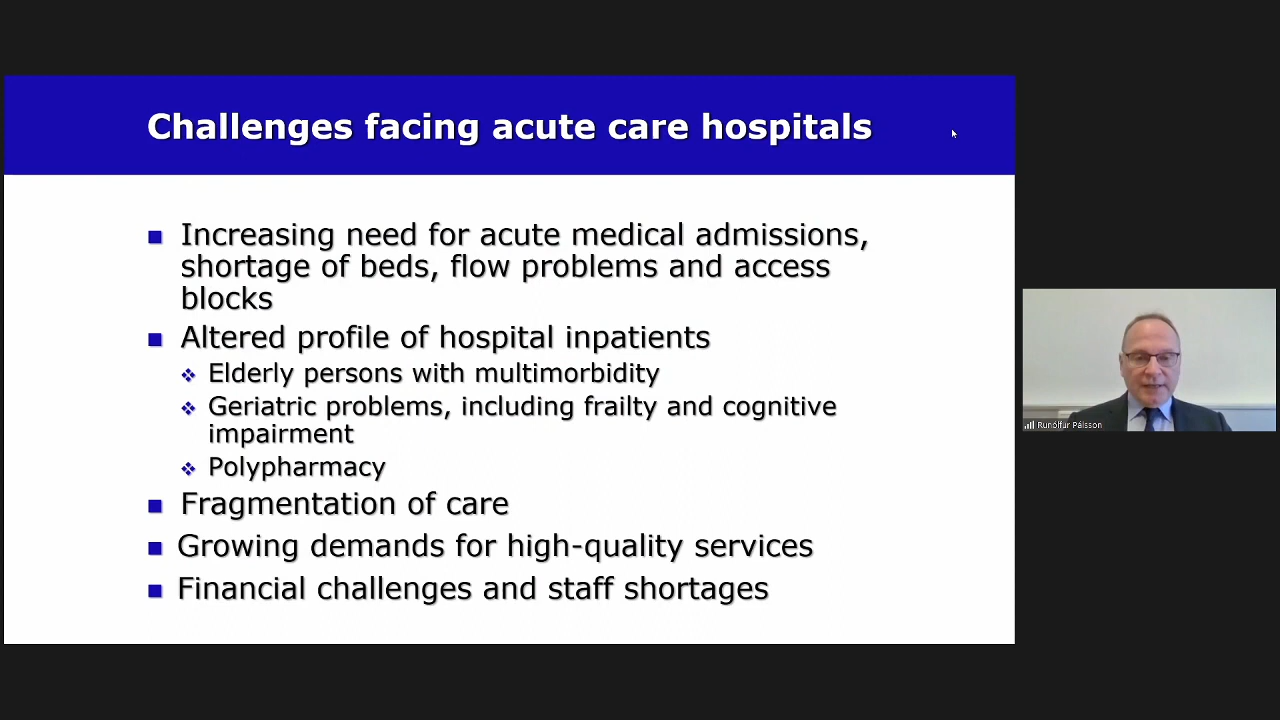 Challenges facing acute care hospitals
Increasing need for acute medical admissions,
shortage of beds, flow problems and access
blocks
Altered profile of hospital inpatients
Elderly persons with multimorbidity
Geriatric problems, including frailty and cognitive
impairment
Polypharmacy
Fragmentation of care
Growing demands for high-quality services
Financial challenges and staff shortages
Runólfur Pálsson